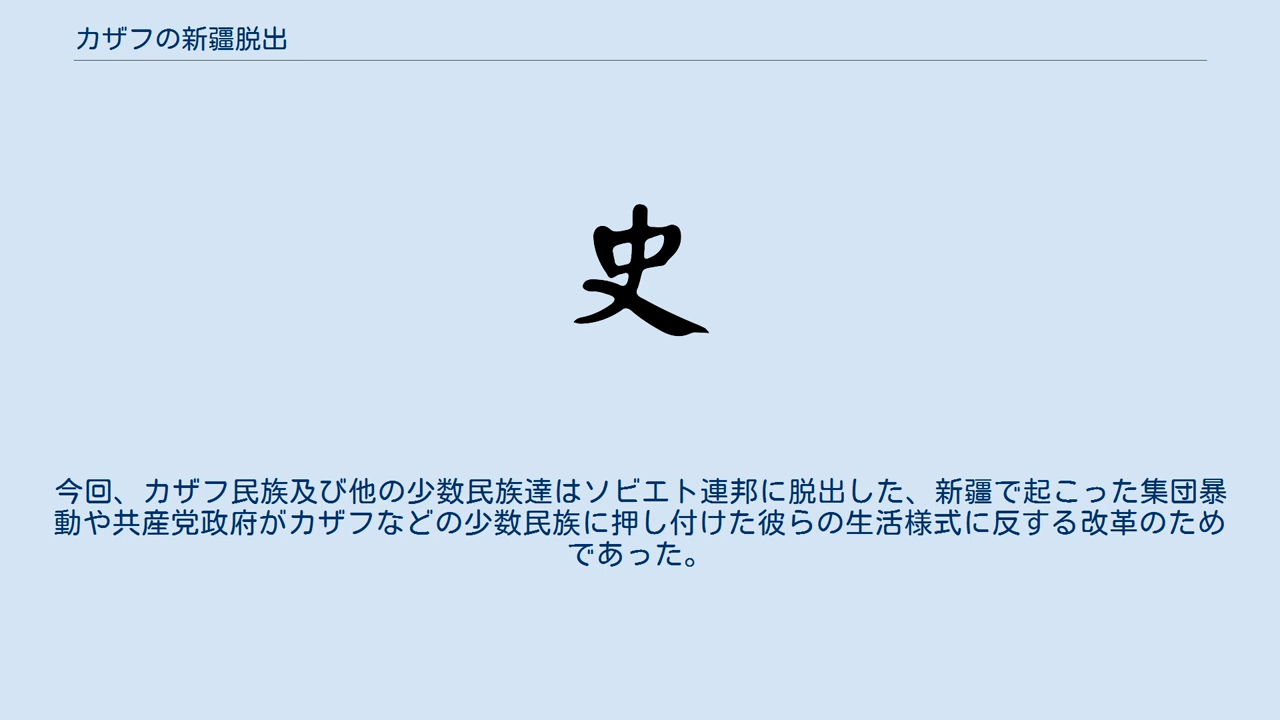 カザフの新疆脱出
史
今回、カザフ民族及び他の少数民族達はソビエト連邦に脱出した、新疆で起こった集団暴
動や共産党政府がカザフなどの少数民族に押し付けた彼らの生活様式に反する改革のため
であった。